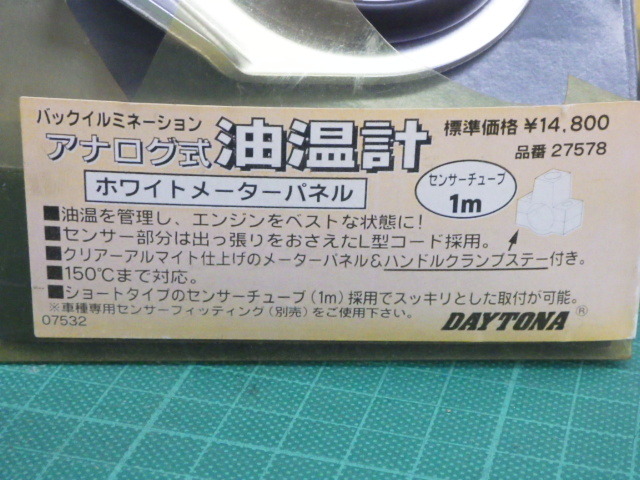 バックイルミネーション
アナログ式油温計
標準価格 ¥14,800
品番 27578
ホワイトメーターパネル
センサーチューブ
1m
■油温を管理し、エンジンをベストな状態に!
■センサー部分は出っ張りをおさえたL型コード採用。
■クリアーアルマイト仕上げのメーターパネル&ハンドルクランプステー付き。
■150℃まで対応。
■ショートタイプのセンサーチューブ(1m)採用でスッキリとした取付が可能。
※車種専用センサーフィッティング(別売)をご使用下さい。
07532
DAYTONA®